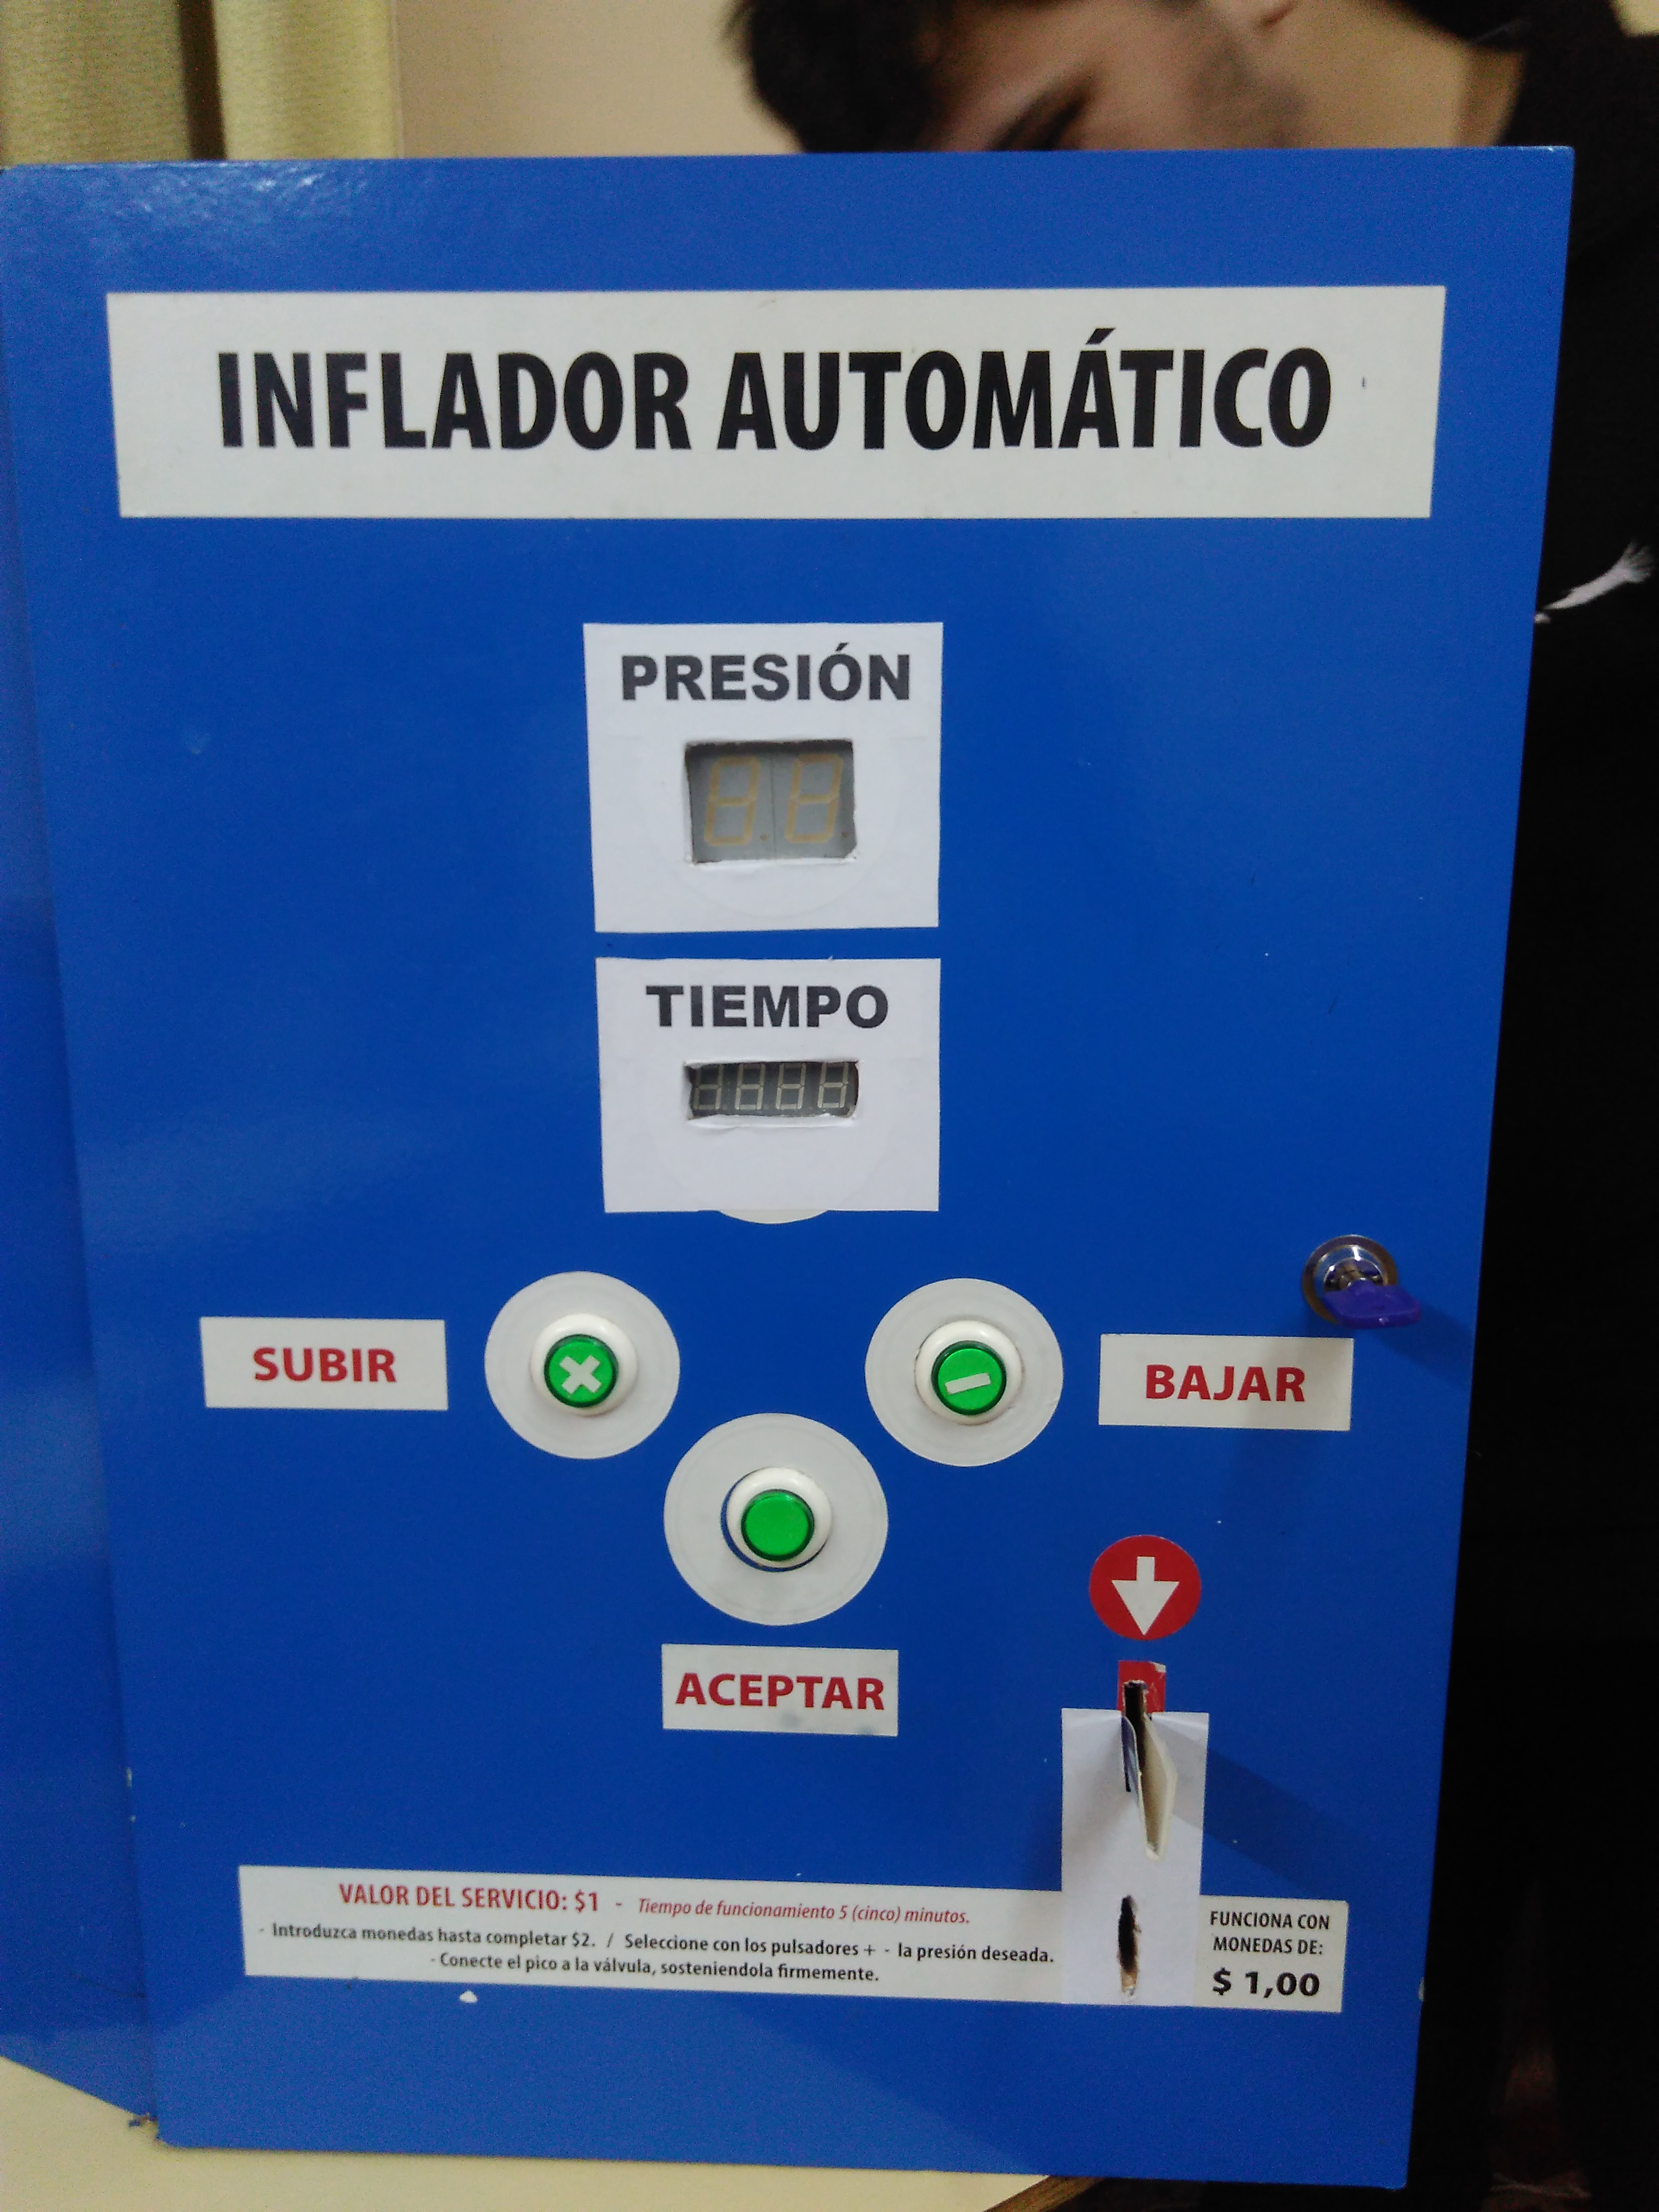 INFLADOR AUTOMÁTICO
PRESIÓN
TIEMPO
SUBIR
BAJAR
ACEPTAR
VALOR DEL SERVICIO: $1 - Tiempo de funcionamiento 5 (cinco) minutos.
- Introduzca monedas hasta completar $2. / Seleccione con los pulsadores + - la presión deseada.
- Conecte el pico a la válvula, sosteniendola firmemente.
FUNCIONA CON
MONEDAS DE:
$ 1,00